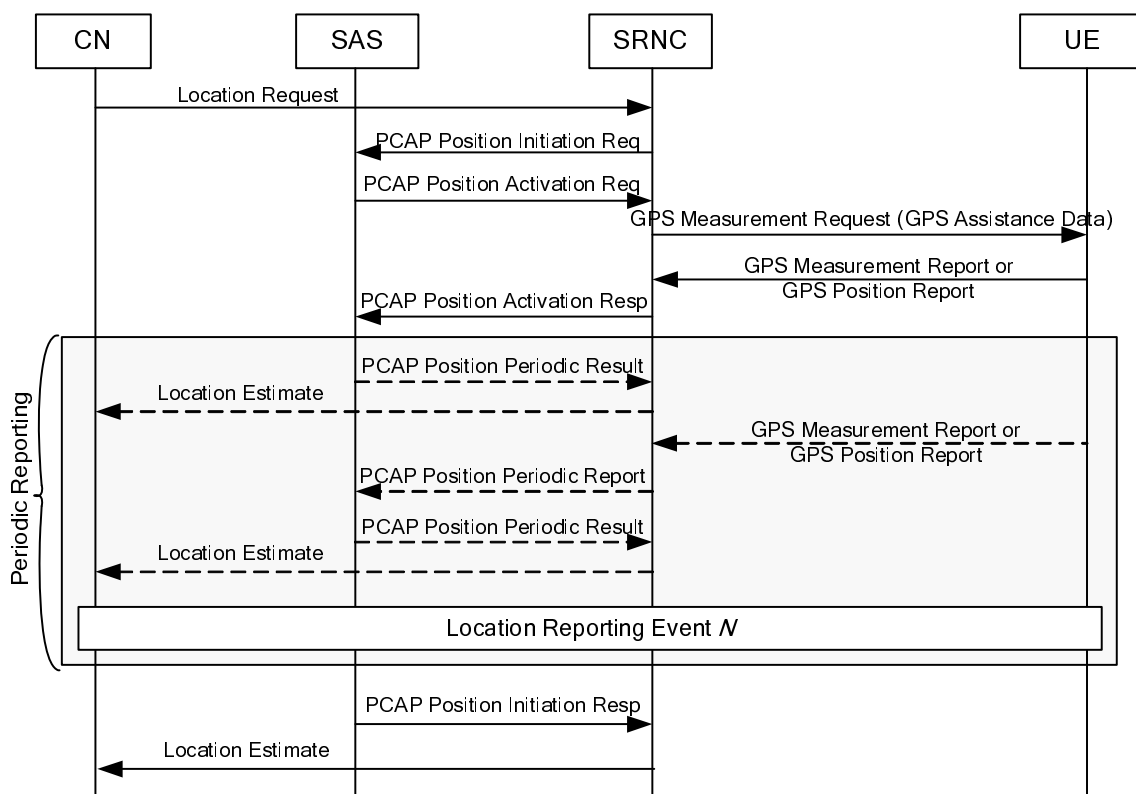 CN
SAS
SRNC
UE
Location Request
PCAP Position Initiation Req
PCAP Position Activation Req
GPS Measurement Request (GPS Assistance Data)
GPS Measurement Report or
GPS Position Report
PCAP Position Activation Resp
Periodic Reporting
PCAP Position Periodic Result
Location Estimate
GPS Measurement Report or
GPS Position Report
PCAP Position Periodic Report
PCAP Position Periodic Result
Location Estimate
Location Reporting Event N
PCAP Position Initiation Resp
Location Estimate